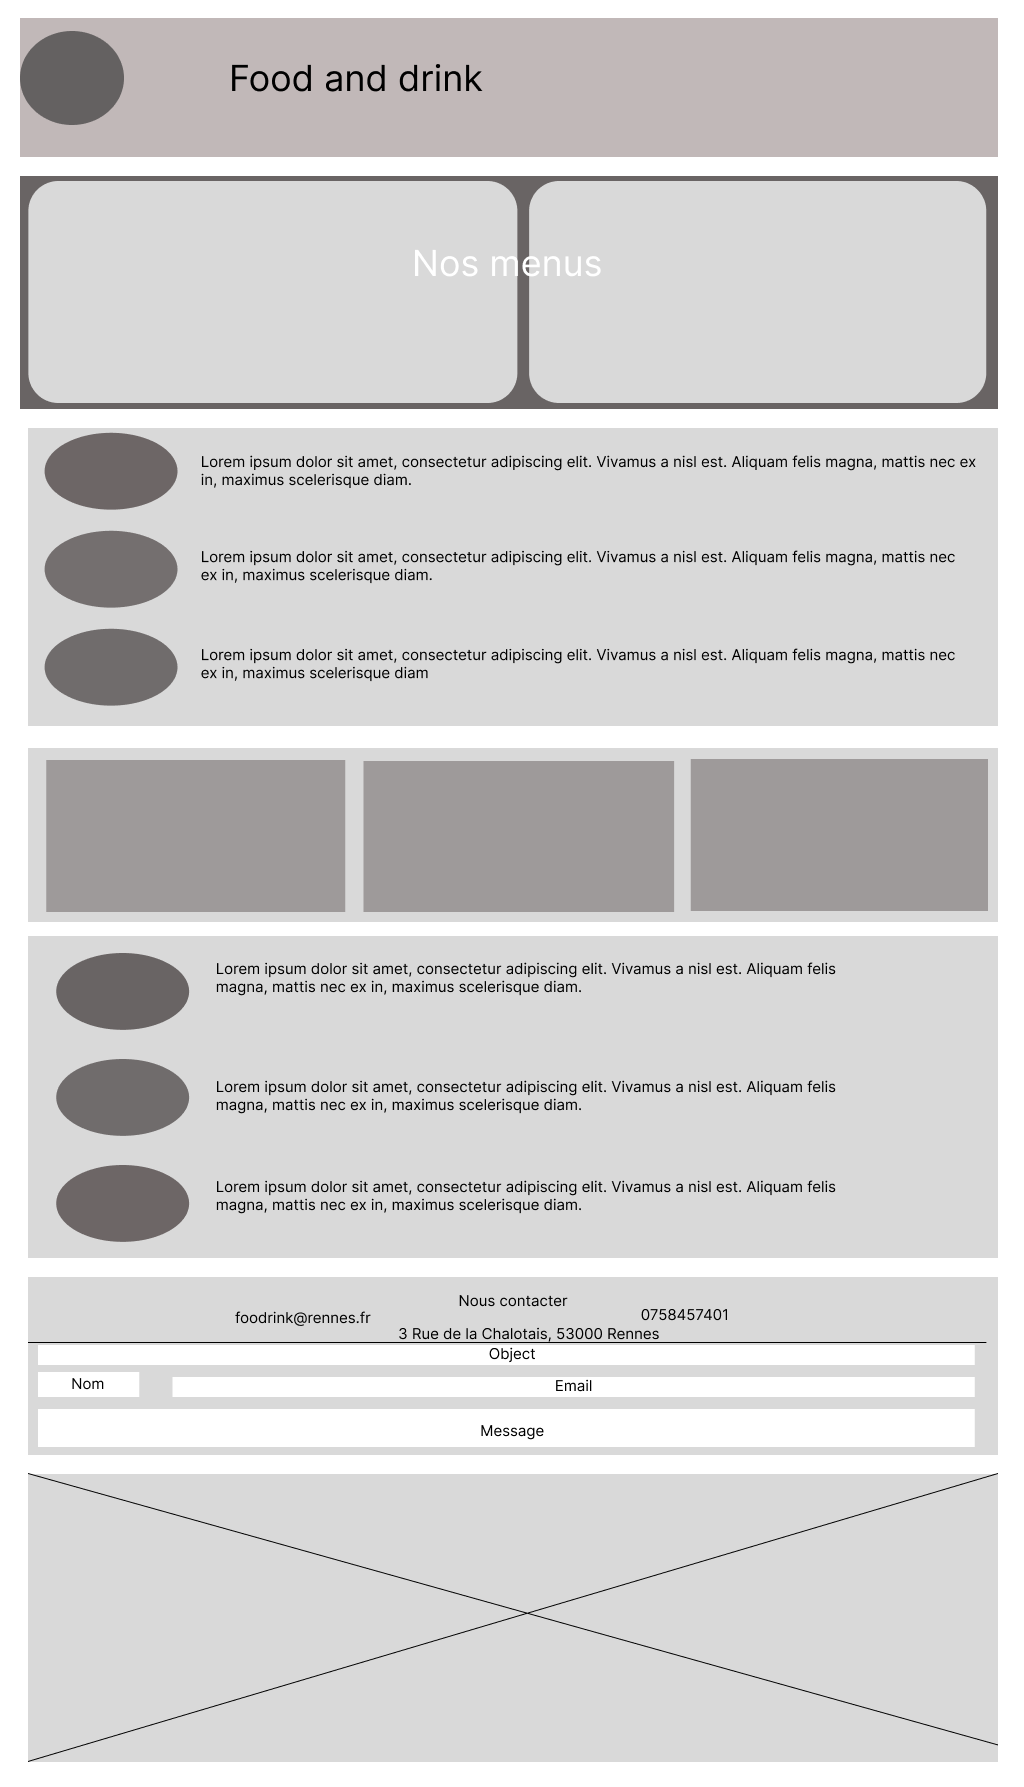 Food and drink
Nos menus
Lorem ipsum dolor sit amet, consectetur adipiscing elit. Vivamus a nisl est. Aliquam felis magna, mattis nec ex
in, maximus scelerisque diam.
Lorem ipsum dolor sit amet, consectetur adipiscing elit. Vivamus a nisl est. Aliquam felis magna, mattis nec
ex in, maximus scelerisque diam.
Lorem ipsum dolor sit amet, consectetur adipiscing elit. Vivamus a nisl est. Aliquam felis magna, mattis nec
ex in, maximus scelerisque diam
Lorem ipsum dolor sit amet, consectetur adipiscing elit. Vivamus a nisl est. Aliquam felis
magna, mattis nec ex in, maximus scelerisque diam.
Lorem ipsum dolor sit amet, consectetur adipiscing elit. Vivamus a nisl est. Aliquam felis
magna, mattis nec ex in, maximus scelerisque diam.
Lorem ipsum dolor sit amet, consectetur adipiscing elit. Vivamus a nisl est. Aliquam felis
magna, mattis nec ex in, maximus scelerisque diam.
Nous contacter
foodrink@rennes.fr
0758457401
3 Rue de la Chalotais, 53000 Rennes
Object
Nom
Email
Message